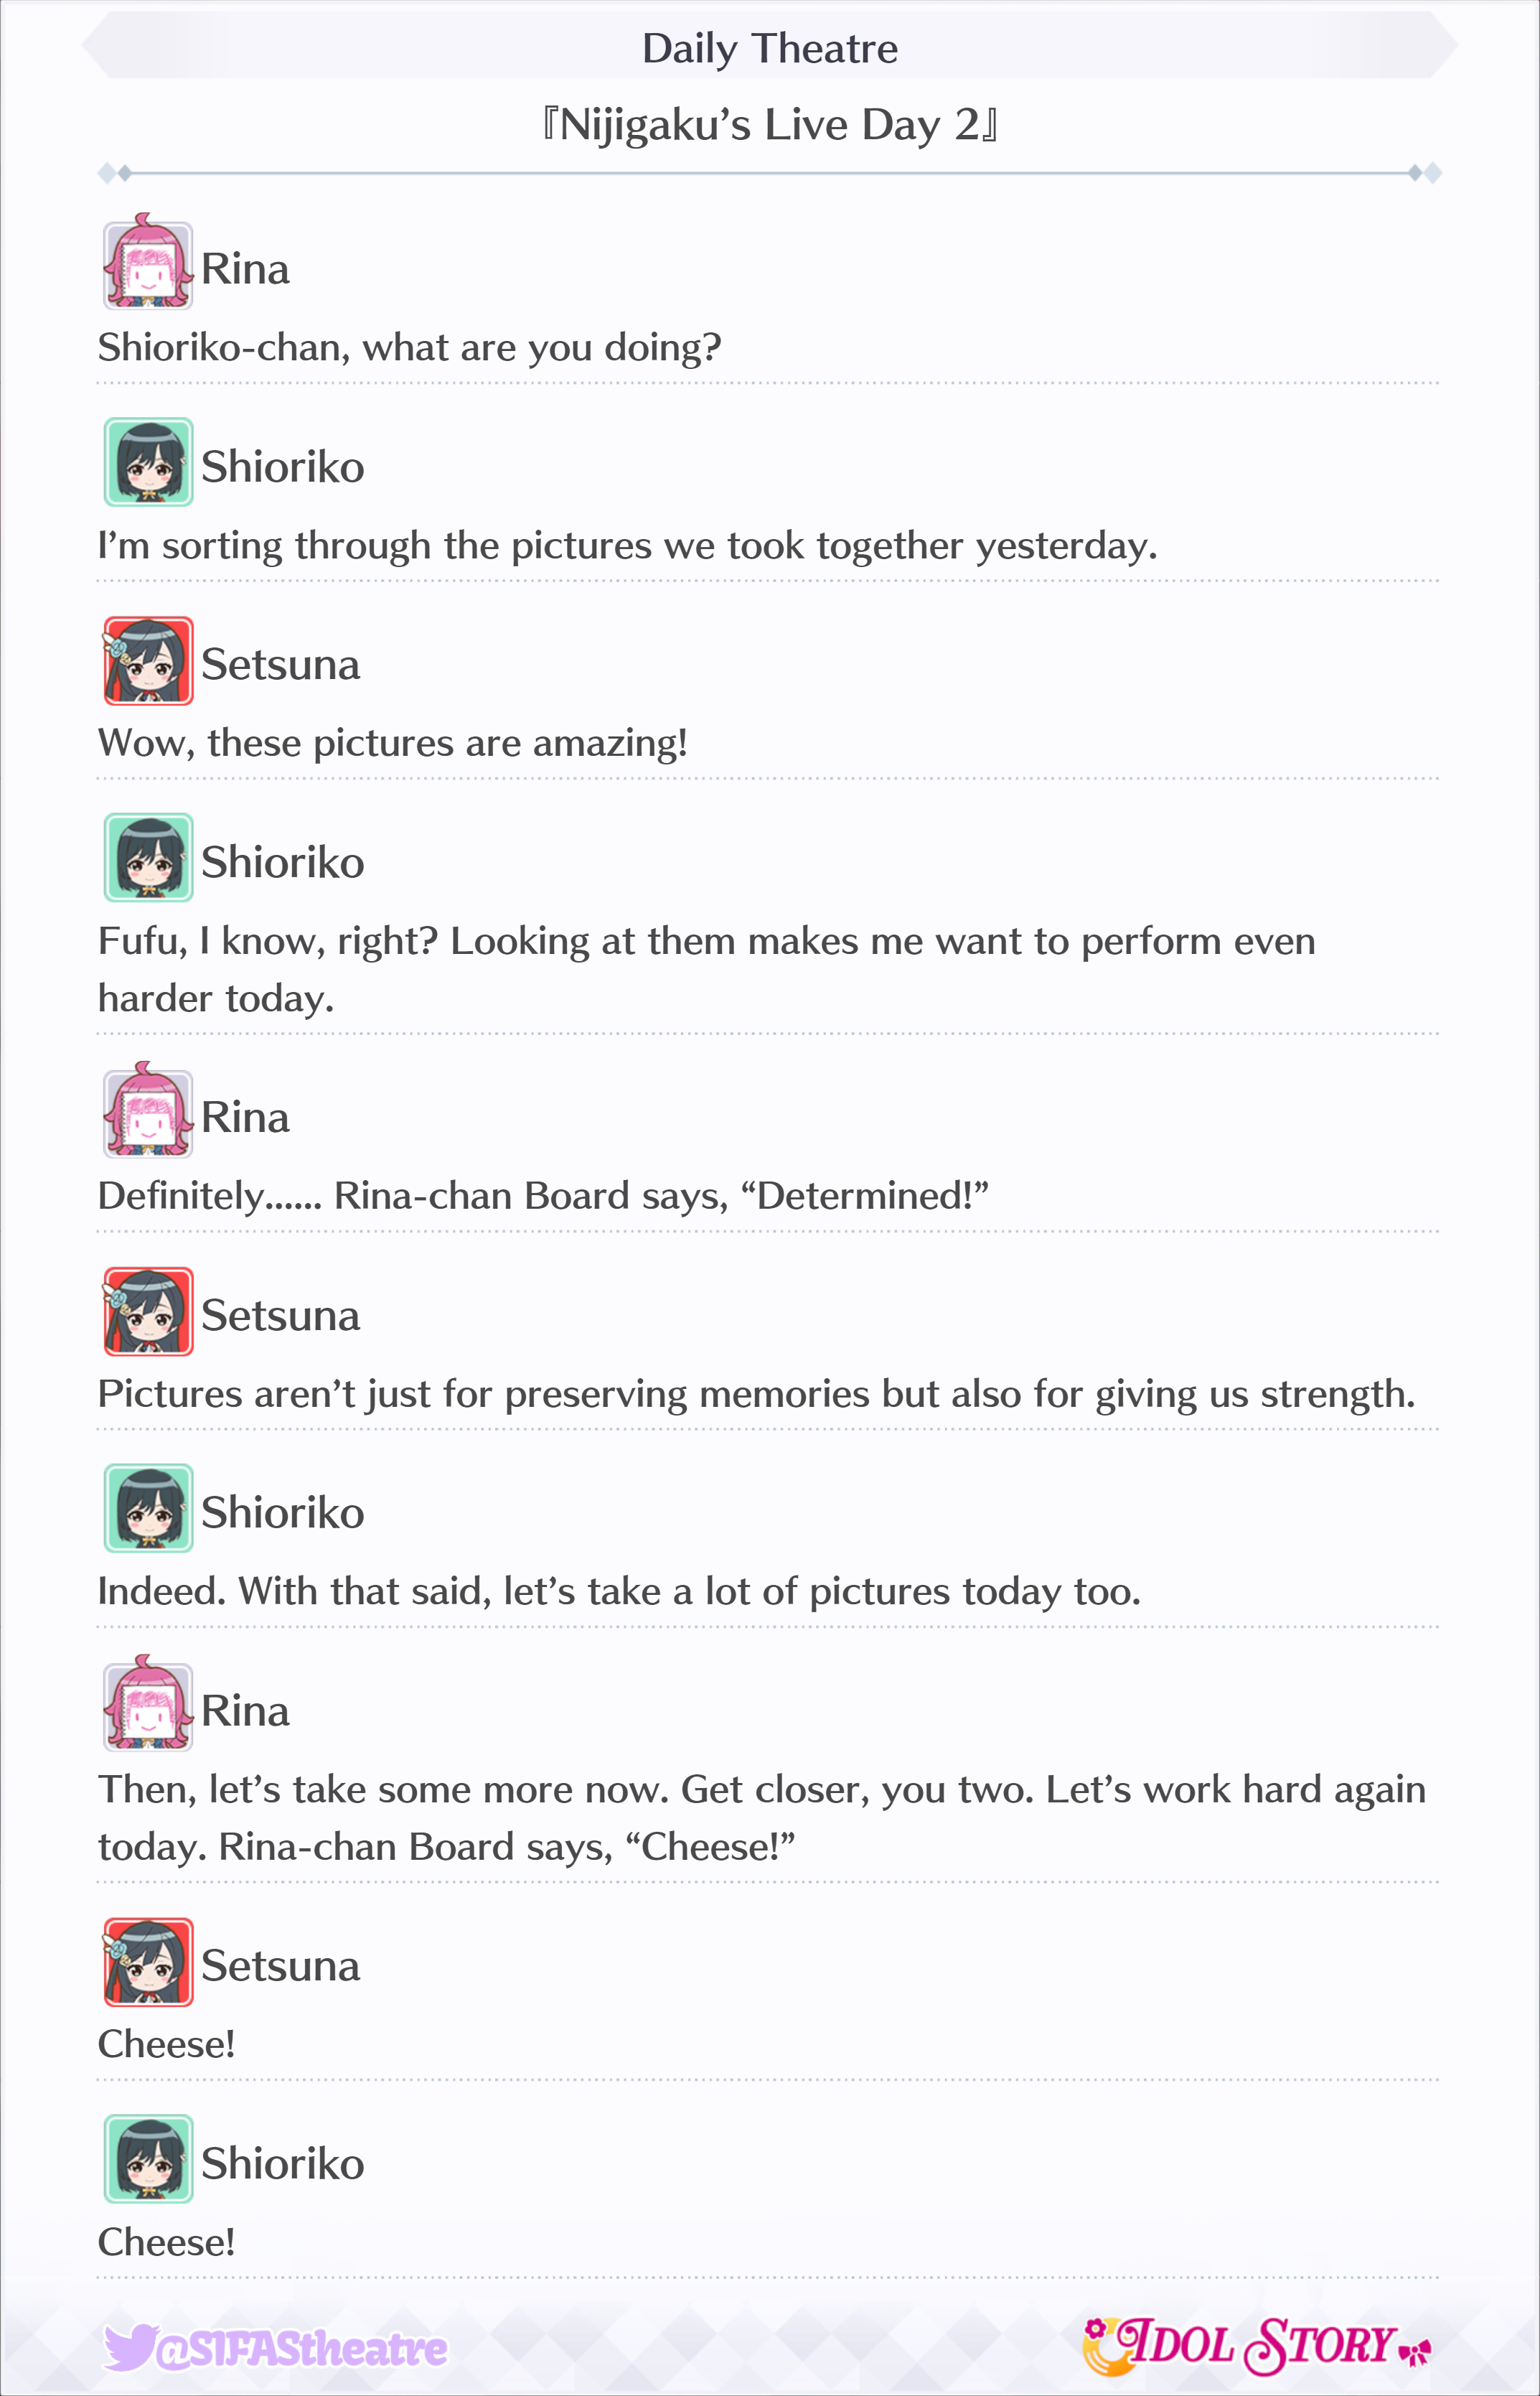 Daily Theatre
『Nijigaku’s Live Day 2』
Rina
Shioriko-chan, what are you doing?
Shioriko
I’m sorting through the pictures we took together yesterday.
Setsuna
Wow, these pictures are amazing!
Shioriko
Fufu, I know, right? Looking at them makes me want to perform even
harder today.
Rina
Definitely...... Rina-chan Board says, “Determined!”
Setsuna
Pictures aren’t just for preserving memories but also for giving us strength.
Shioriko
Indeed. With that said, let’s take a lot of pictures today too.
Rina
Then, let’s take some more now. Get closer, you two. Let’s work hard again
today. Rina-chan Board says, “Cheese!”
Setsuna
Cheese!
Shioriko
Cheese!
@SIFAStheatre
IDOL STORY